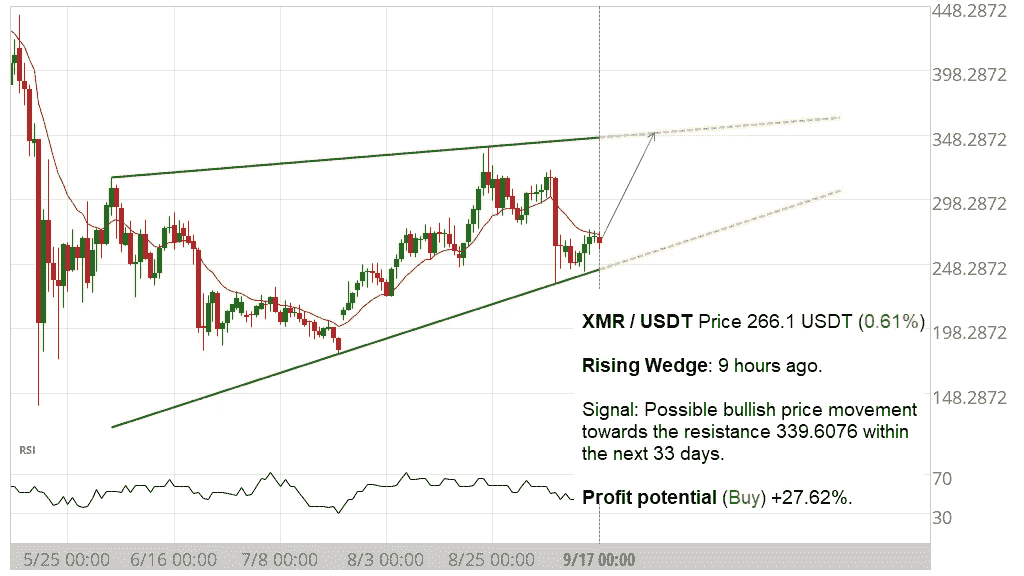 448.2872
398.2872
348.2872
298.2872
248.2872
198.2872
148.2872
XMR / USDT Price 266.1 USDT (0.61%)
Rising Wedge: 9 hours ago.
Signal: Possible bullish price movement
towards the resistance 339.6076 within
the next 33 days.
Profit potential (Buy) +27.62%.
RSI
70
30
5/25 00:00 6/16 00:00 7/8 00:00 8/3 00:00 8/25 00:00 9/17 00:00